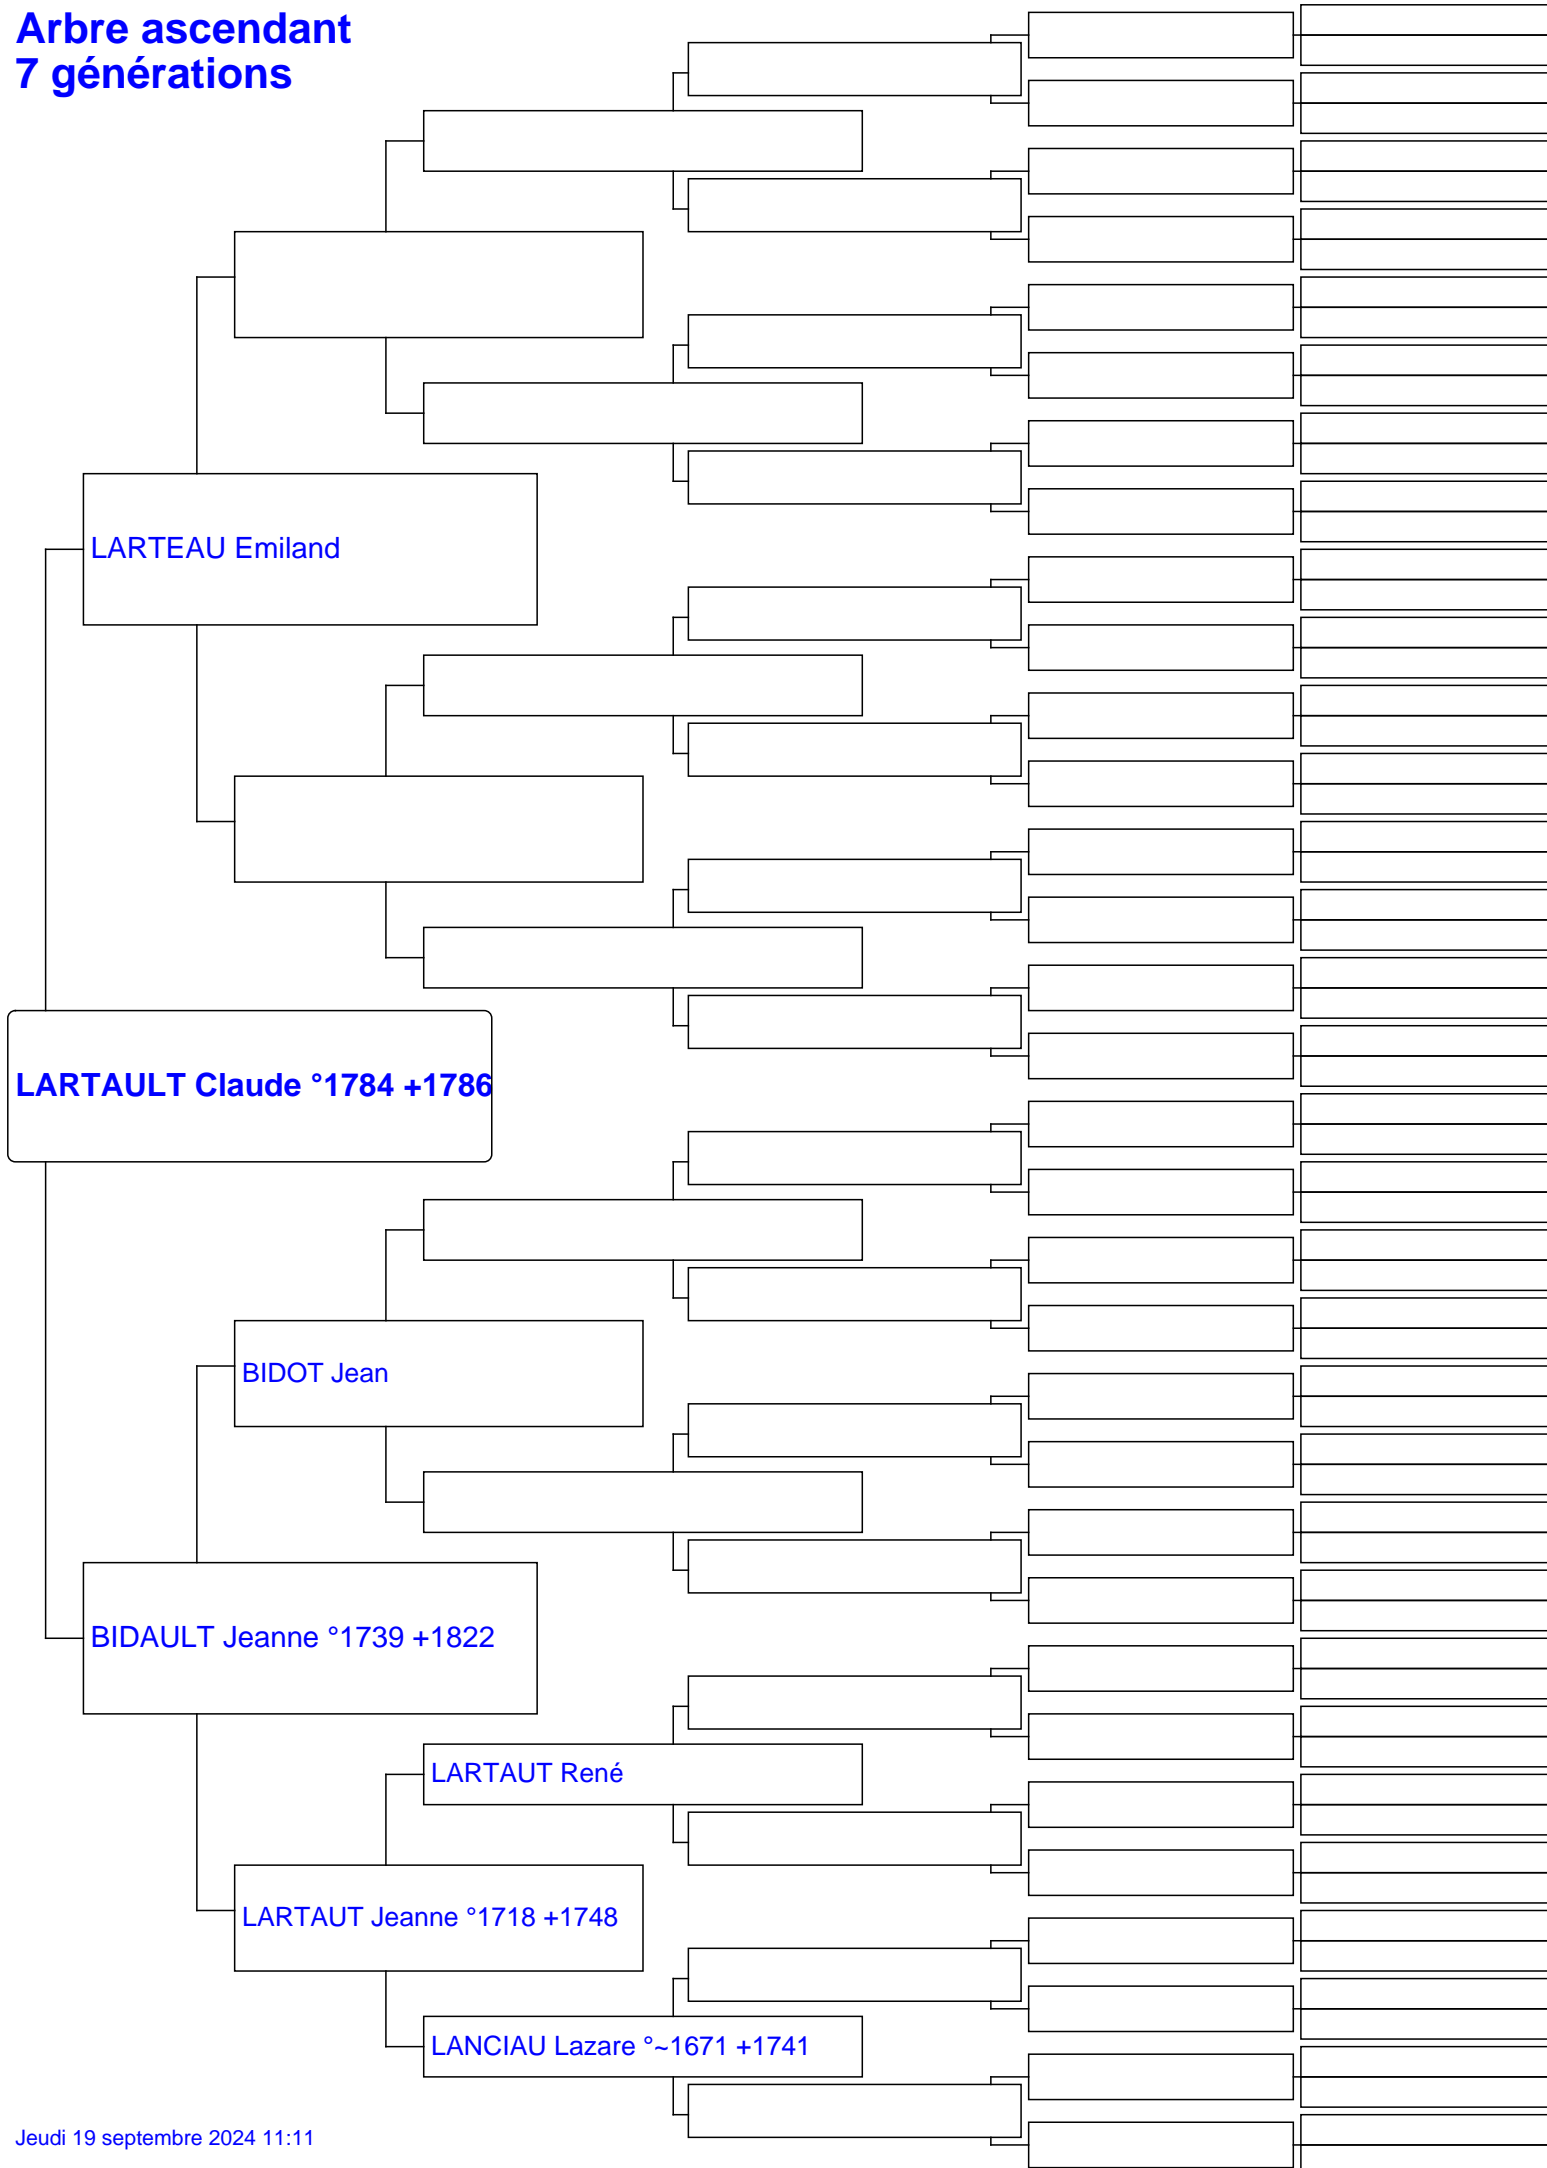 Arbre ascendant
7 générations
LARTEAU Emiland
LARTAULT Claude °1784 +1786
BIDOT Jean
BIDAULT Jeanne °1739 +1822
LARTAUT René
LARTAUT Jeanne °1718 +1748
LANCIAU Lazare °~1671 +1741
Jeudi 19 septembre 2024 11:11